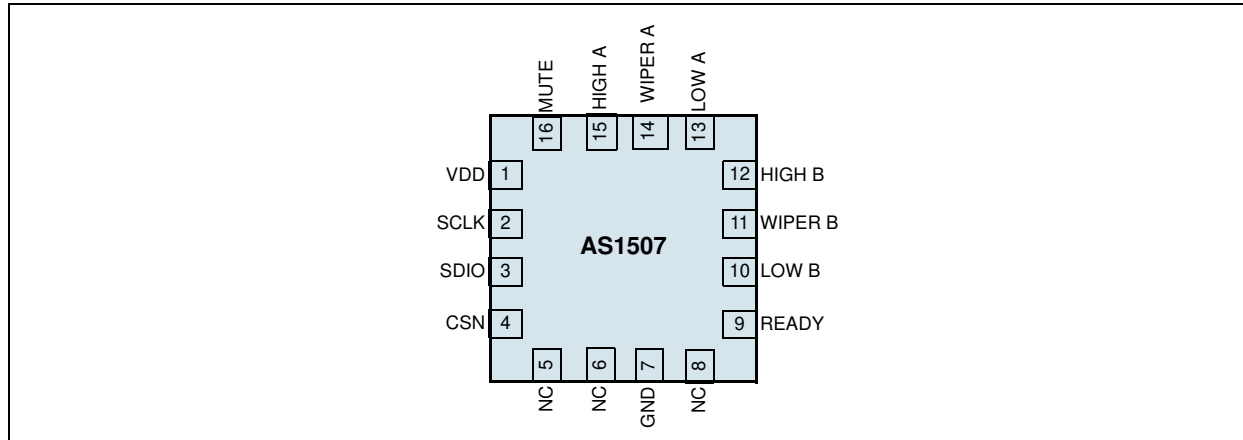 MUTE
HIGH A
WIPER A
LOW A
16
15
14
13
VDD 1
12 HIGH B
SCLK 2
11 WIPER B
AS1507
SDIO 3
10 LOW B
CSN 4
9 READY
5
6
7
8
NC
NC
GND
NC